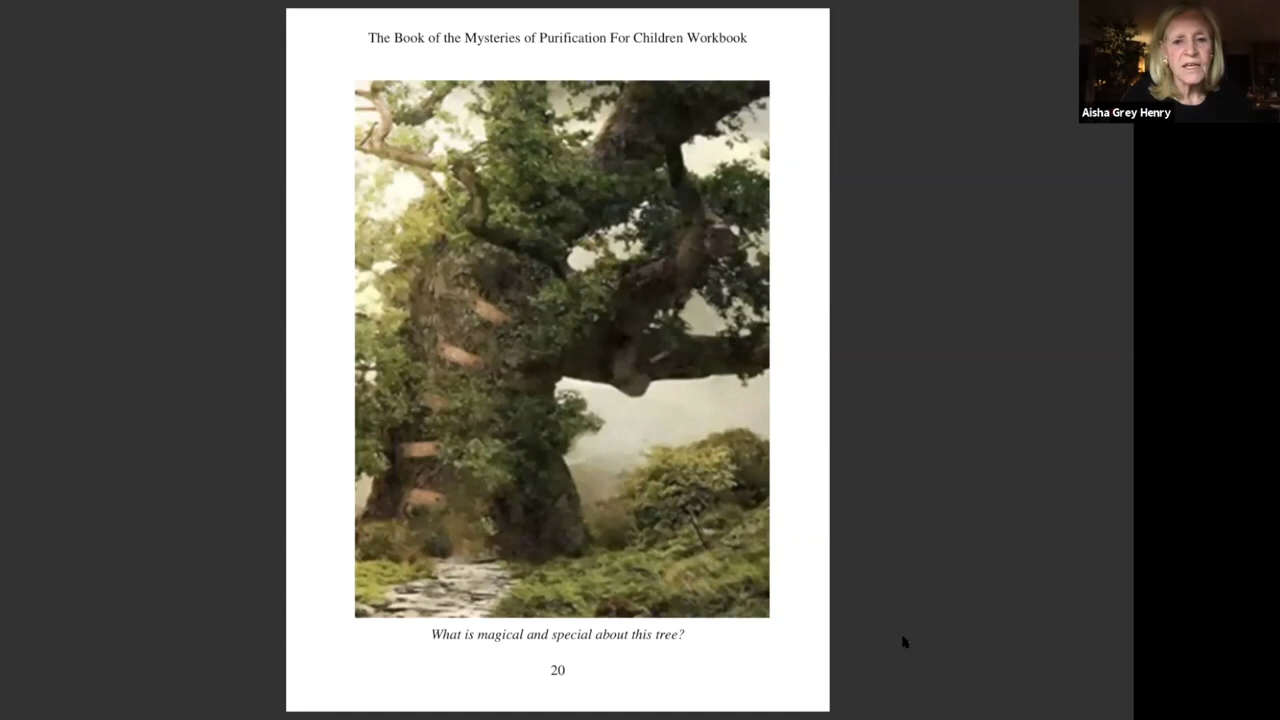 The Book of the Mysteries of Purification For Children Workbook
Aisha Grey Henry
What is magical and special about this tree?
20